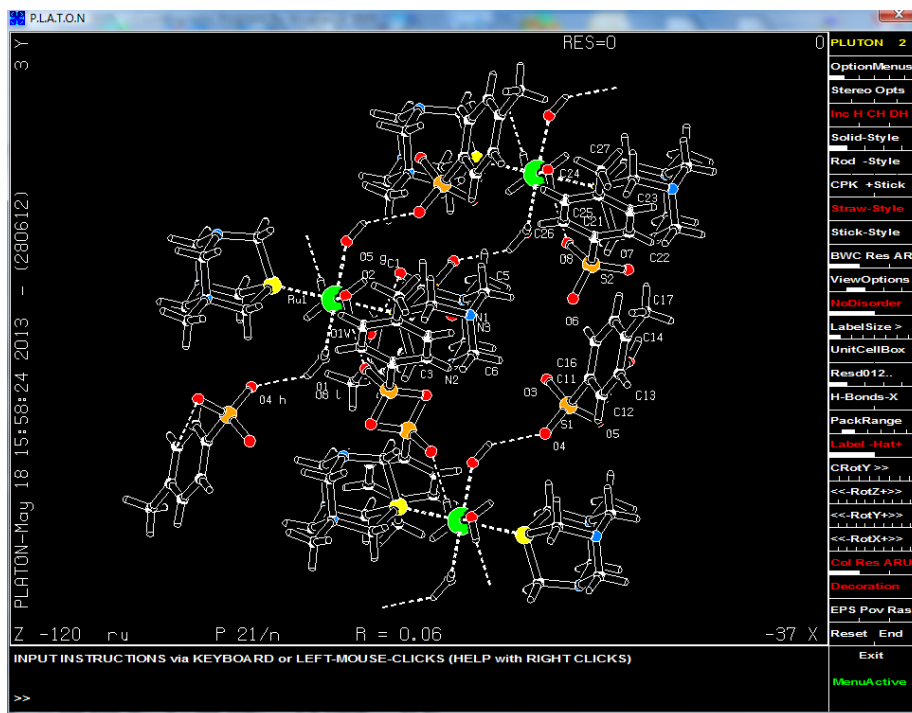 P.L.A.T.O.N
RES=0
0
3 Y
PLATON-May 18 15:58:24 2013 - (280612)
C27
C24
C23
C25
C21
C26
O8
O7
C22
S2
O6
O5 g
C1
O2
C5
Ru1
N1
N3
O1W
C3
N2
C6
O1
O8 l
O4 h
C17
C14
C16
C11
O3
C13
C12
S1
O5
O4
Z -120
ru
P 21/n
R = 0.06
-37 X
PLUTON 2
OptionMenus
Stereo Opts
Inc H CH DH
Solid-Style
Rod -Style
CPK +Stick
Straw-Style
Stick-Style
BWC Res AR
ViewOptions
NoDisorder
LabelSize >
UnitCellBox
Resd012..
H-Bonds-X
PackRange
Label -Hat+
CRotY >>
<<-RotZ+>>
<<-RotY+>>
<<-RotX+>>
Col Res ARU
Decoration
EPS Pov Ras
Reset End
Exit
MenuActive
INPUT INSTRUCTIONS via KEYBOARD or LEFT-MOUSE-CLICKS (HELP with RIGHT CLICKS)
>>